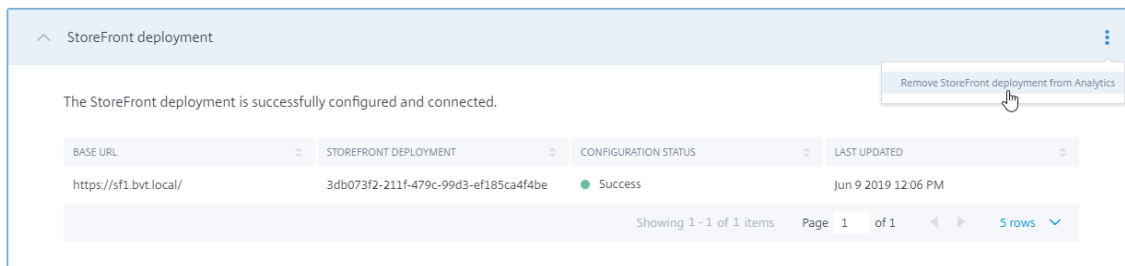 StoreFront deployment
Remove StoreFront deployment from Analytics
The StoreFront deployment is successfully configured and connected.
BASE URL STOREFRONT DEPLOYMENT CONFIGURATION STATUS LAST UPDATED
https://sf1.bvt.local/ 3db073f2-211f-479c-99d3-ef185ca4f4be Success Jun 9 2019 12:06 PM
Showing 1 - 1 of 1 items Page 1 of 1 5 rows